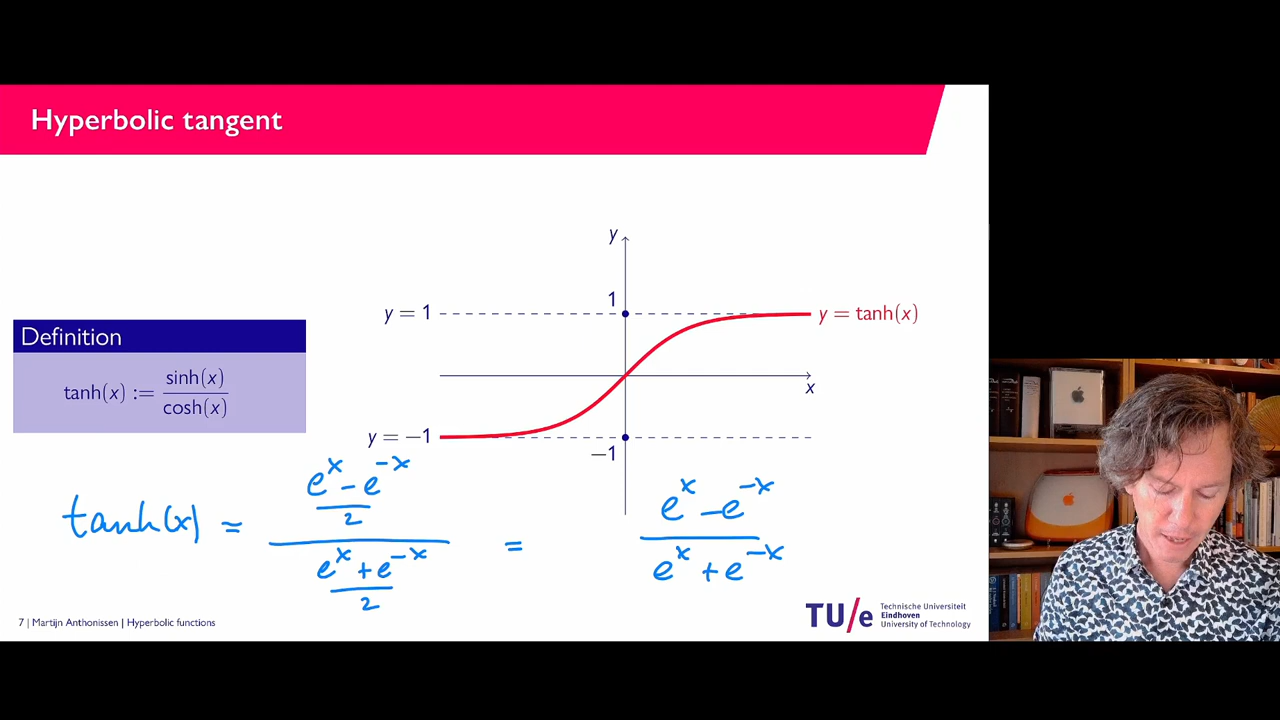 Hyperbolic tangent
y
y = 1
1
y = tanh(x)
Definition
tanh(x) := sinh(x)/cosh(x)
x
y = −1
−1
tanh(x) = ((e^x − e^{-x})/2) / ((e^x + e^{-x})/2) = (e^x − e^{-x}) / (e^x + e^{-x})
7 | Martijn Anthonissen | Hyperbolic functions
TU/e
Technische Universiteit
Eindhoven
University of Technology